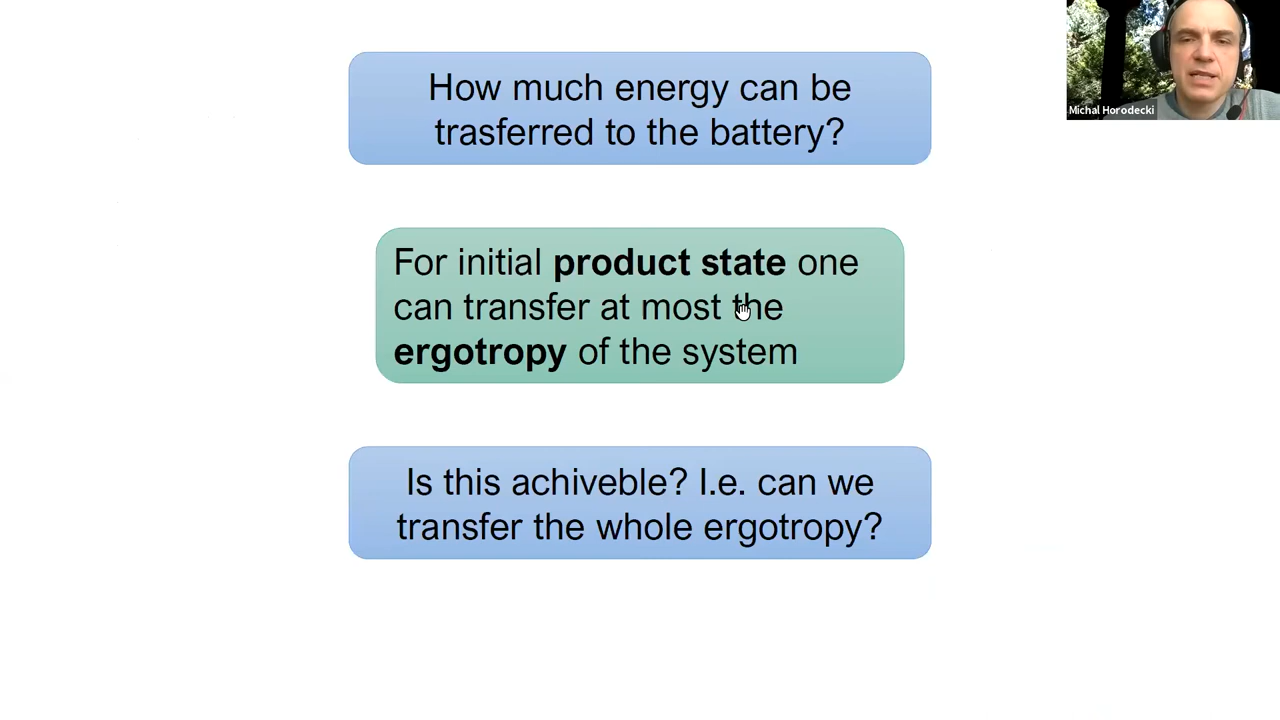 How much energy can be
trasferred to the battery?
For initial product state one
can transfer at most the
ergotropy of the system
Is this achiveble? I.e. can we
transfer the whole ergotropy?
Michal Horodecki